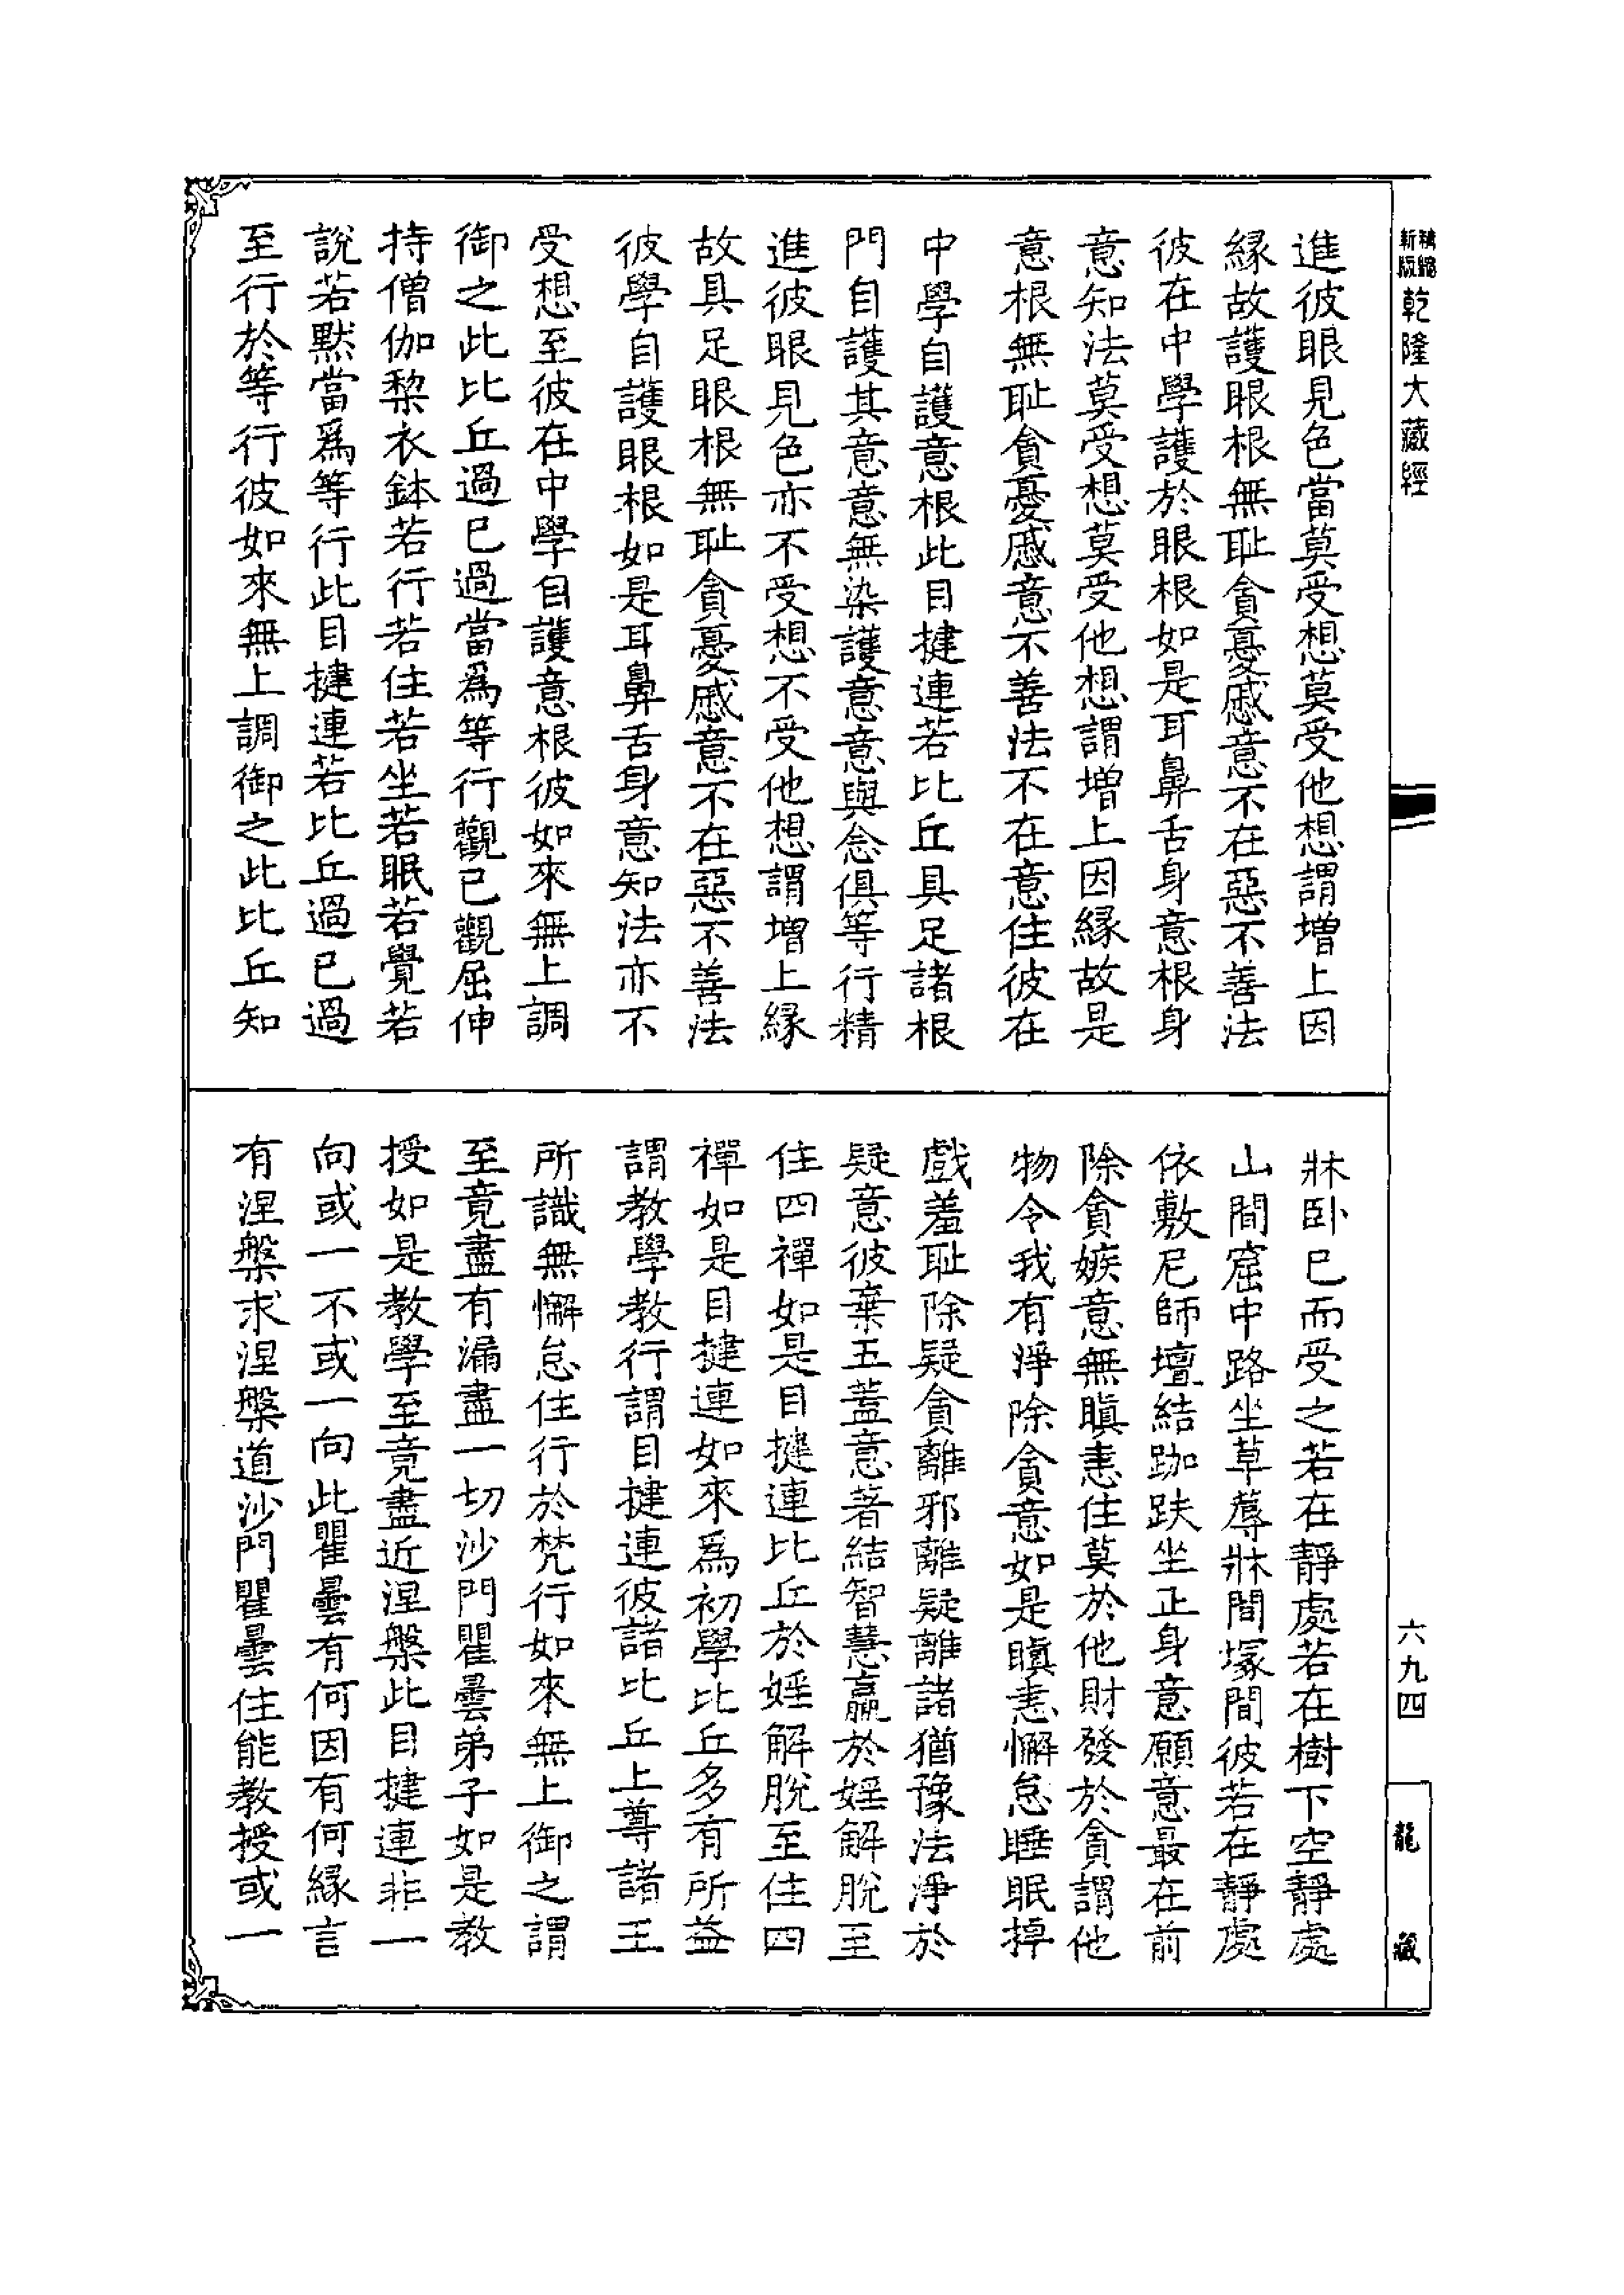 新版精縮乾隆大藏經
進彼眼見色當莫受想莫受他想謂增上因
緣故護眼根無恥貪憂慼意不在惡不善法
彼在中學護於眼根如是耳鼻舌身意根身
意知法莫受想莫受他想謂增上因緣故是
意根無恥貪憂慼意不善法不在意住彼在
中學自護意根此目揵連若比丘具足諸根
門自護其意意無染護意意與念俱等行精
進彼眼見色亦不受想不受他想謂增上緣
故具足眼根無恥貪憂慼意不在惡不善法
彼學自護眼根如是耳鼻舌身意知法亦不
受想至彼在中學自護意根彼如來無上調
御之此比丘過已過當爲等行觀已觀屈伸
持僧伽棃衣鉢若行若住若坐若眠若覺若
說若默當爲等行此目揵連若比丘過已過
至行於等行彼如來無上調御之此比丘知
牀臥已而受之若在靜處若在樹下空靜處
山間窟中路坐草蓐牀間塚間彼若在靜處
依敷尼師壇結跏趺坐正身意願意最在前
除貪嫉意無瞋恚住莫於他財發於貪謂他
物令我有淨除貪意如是瞋恚懈怠睡眠掉
戲羞恥除疑貪離邪離疑離諸猶豫法淨於
疑意彼棄五蓋意著結智慧羸於婬解脫至
住四禪如是目揵連比丘於婬解脫至住四
禪如是目揵連如來爲初學比丘多有所益
謂教學教行謂目揵連彼諸比丘上尊諸王
所識無懈怠住行於梵行如來無上御之謂
至竟盡有漏盡一切沙門瞿曇弟子如是教
授如是教學至竟盡近涅槃此目揵連非一
向或一不或一向此瞿曇有何因有何緣言
有涅槃求涅槃道沙門瞿曇住能教授或一
六九四
龍藏